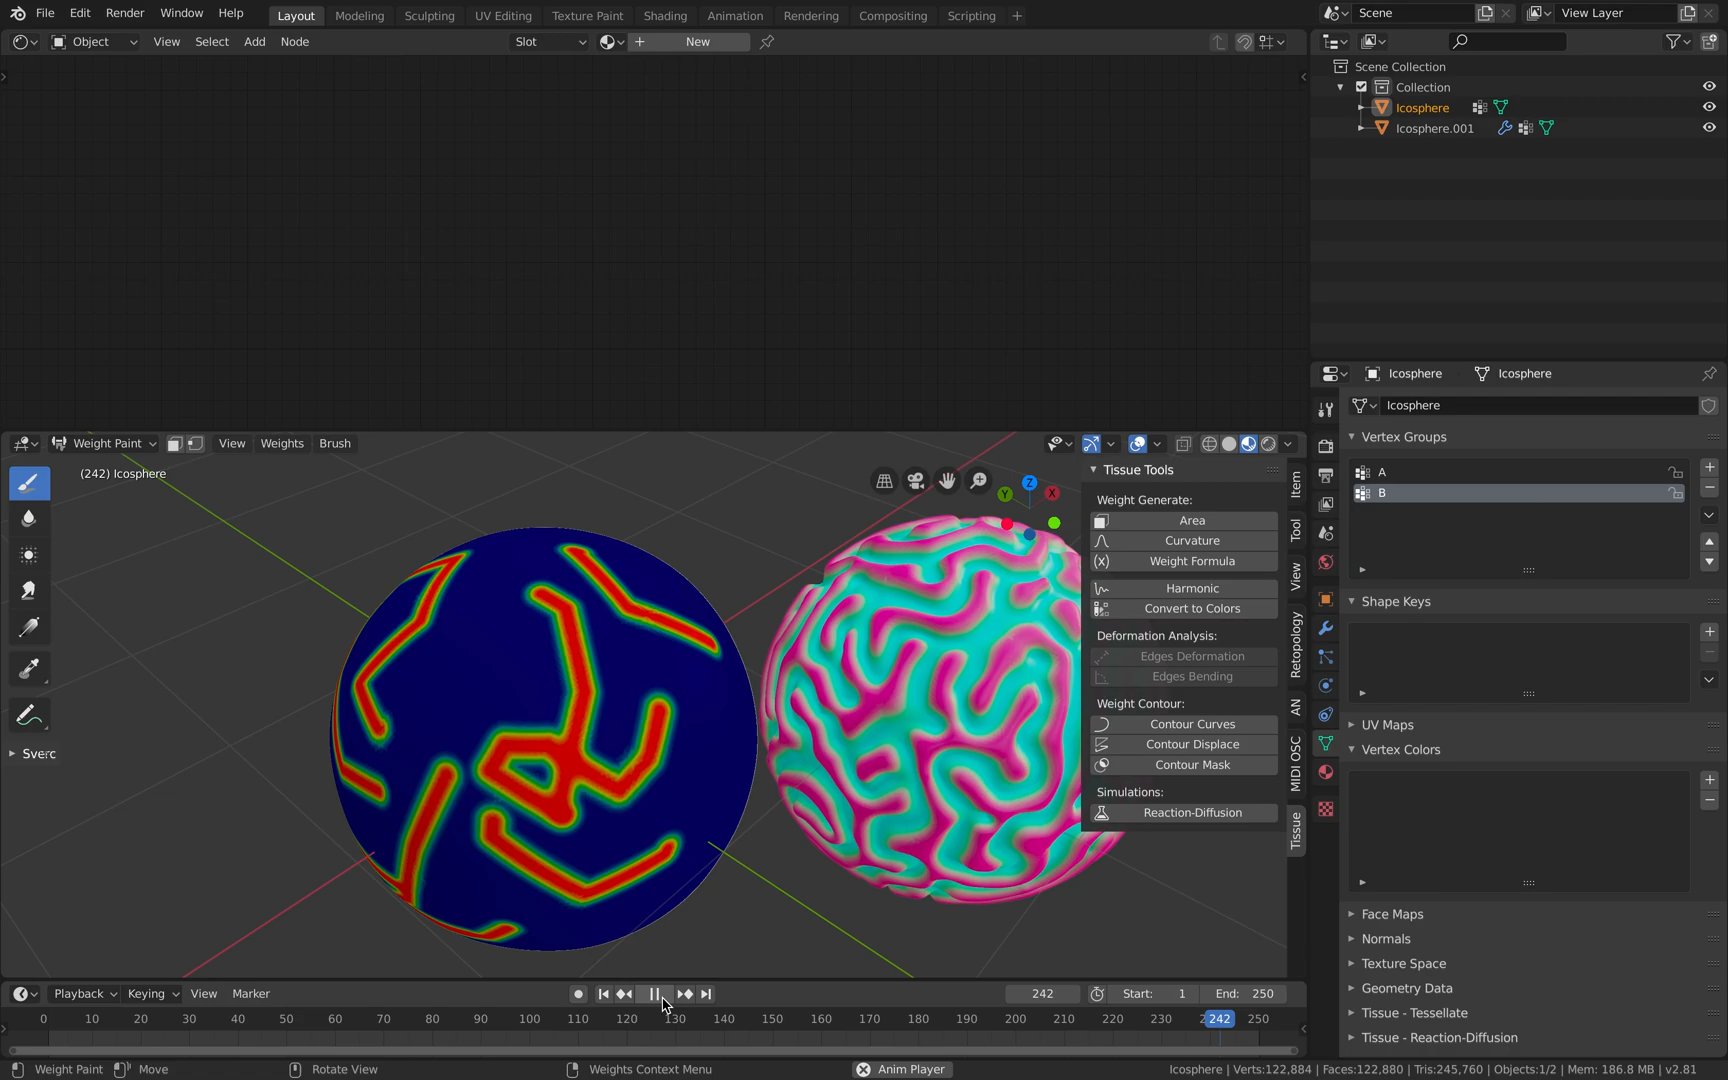 File Edit Render Window Help Layout Modeling Sculpting UV Editing Texture Paint Shading Animation Rendering Compositing Scripting + Scene View Layer
Object View Select Add Node Slot New
Scene Collection
Collection
Icosphere
Icosphere.001
Icosphere Icosphere
Icosphere
Vertex Groups
A
B
Shape Keys
UV Maps
Vertex Colors
Face Maps
Normals
Texture Space
Geometry Data
Tissue - Tessellate
Tissue - Reaction-Diffusion
Weight Paint View Weights Brush
(242) Icosphere
Z
Y
X
Tissue Tools
Weight Generate:
Area
Curvature
(x) Weight Formula
Harmonic
Convert to Colors
Deformation Analysis:
Edges Deformation
Edges Bending
Weight Contour:
Contour Curves
Contour Displace
Contour Mask
Simulations:
Reaction-Diffusion
Item
Tool
View
Retopology
AN
MIDI OSC
Tissue
Sverc
Playback Keying View Marker 242 Start: 1 End: 250
0 10 20 30 40 50 60 70 80 90 100 110 120 130 140 150 160 170 180 190 200 210 220 230 242 250
Weight Paint Move Rotate View Weights Context Menu Anim Player Icosphere | Verts:122,884 | Faces:122,880 | Tris:245,760 | Objects:1/2 | Mem: 186.8 MB | v2.81